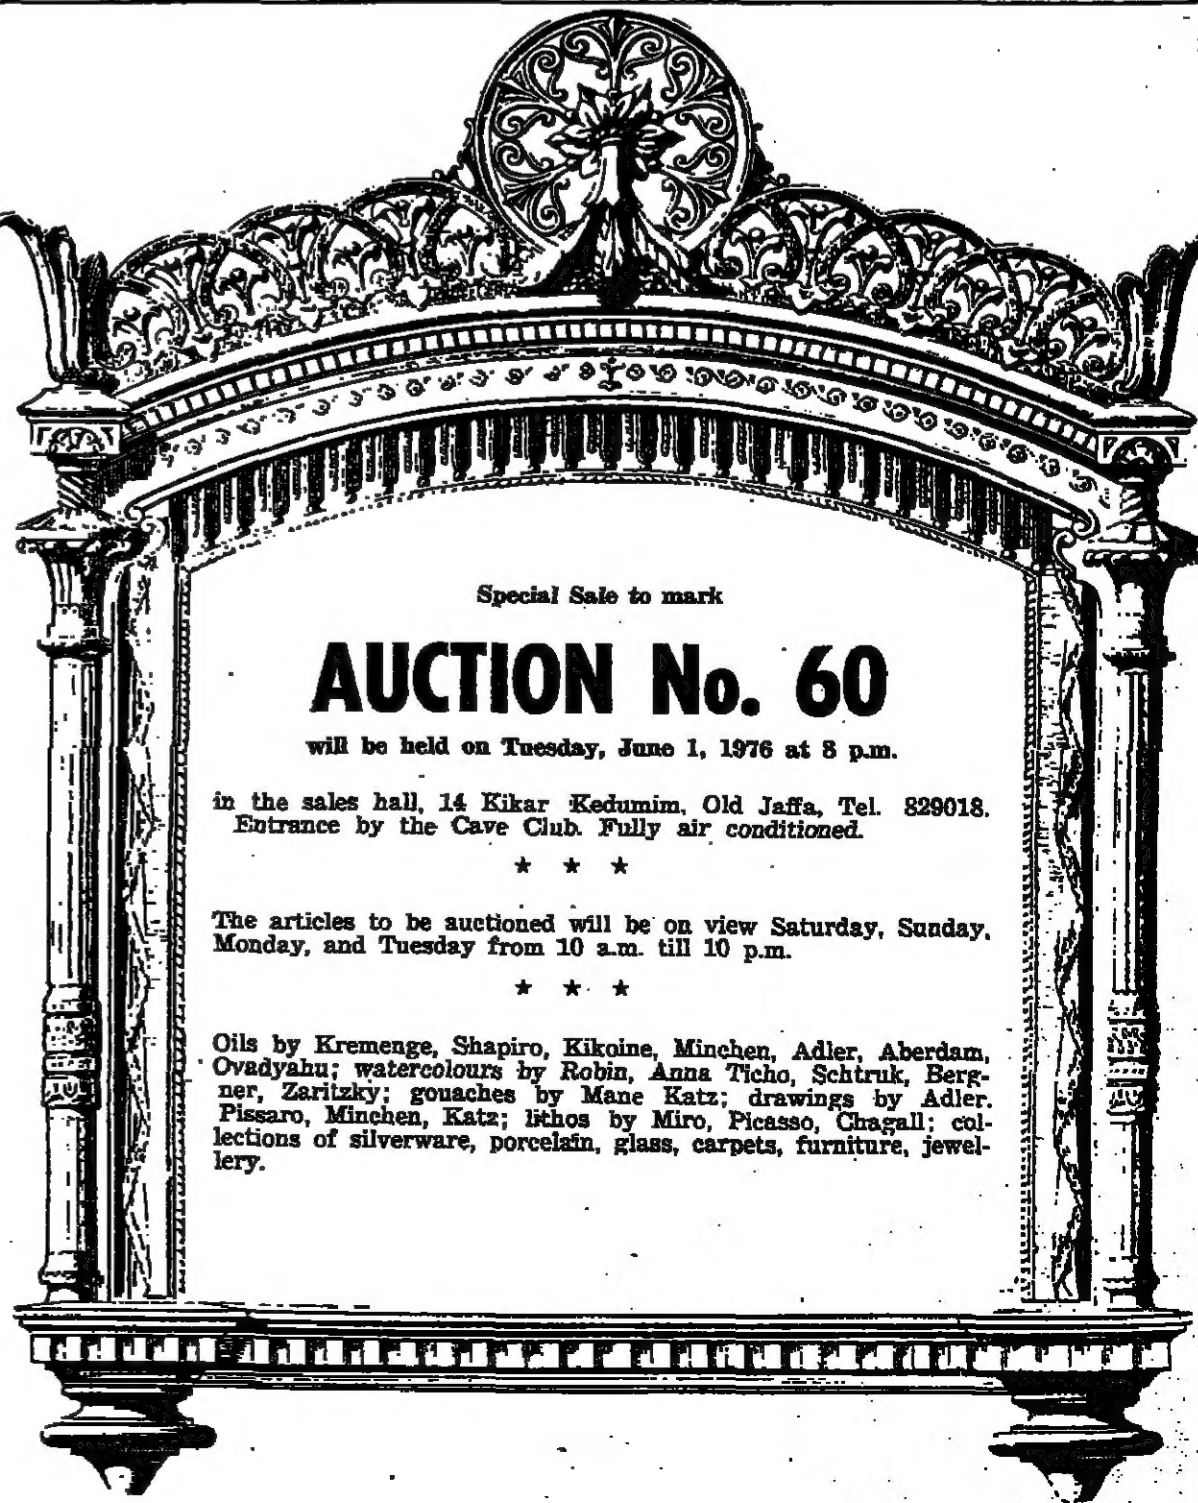 Special Sale to mark
AUCTION No. 60
will be held on Tuesday, June 1, 1976 at 8 p.m.
in the sales hall, 14 Kikar Kedumim, Old Jaffa, Tel. 829018.
Entrance by the Cave Club. Fully air conditioned.
★ ★ ★
The articles to be auctioned will be on view Saturday, Sunday,
Monday, and Tuesday from 10 a.m. till 10 p.m.
★ ★ ★
Oils by Kremenge, Shapiro, Kikoine, Minchen, Adler, Aberdam,
Ovadyahu; watercolours by Robin, Anna Ticho, Schtruk, Berg-
ner, Zaritzky; gouaches by Mane Katz; drawings by Adler.
Pissaro, Minchen, Katz; lithos by Miro, Picasso, Chagall; col-
lections of silverware, porcelain, glass, carpets, furniture, jewel-
lery.